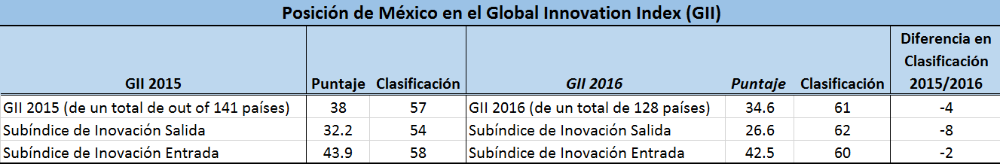 Posición de México en el Global Innovation Index (GII)
GII 2015 Puntaje Clasificación GII 2016 Puntaje Clasificación Diferencia en Clasificación 2015/2016
GII 2015 (de un total de out of 141 países) 38 57 GII 2016 (de un total de 128 países) 34.6 61 -4
Subíndice de Inovación Salida 32.2 54 Subíndice de Inovación Salida 26.6 62 -8
Subíndice de Inovación Entrada 43.9 58 Subíndice de Inovación Entrada 42.5 60 -2